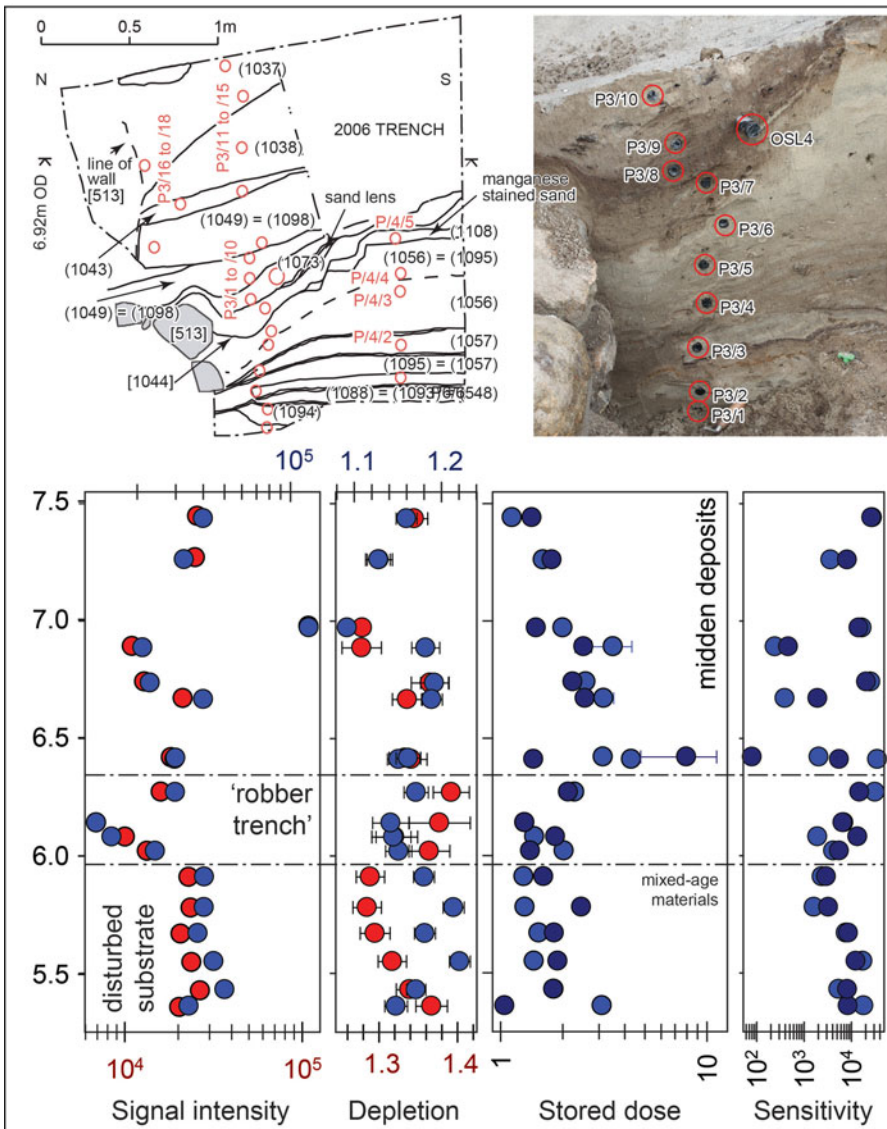 0 0.5 1m
N
S
(1037)
P3/11 to /15
P3/16 to /18
2006 TRENCH
(1038)
line of
wall
[513]
K
K
6.92m OD
sand lens
manganese
stained sand
(1049) = (1098)
P/4/5
(1108)
(1043)
P3/1 to /10
(1073)
(1056) = (1095)
P/4/4
P/4/3
(1056)
(1049) = (1098)
[513]
P/4/2
(1057)
[1044]
(1095) = (1057)
(1088) = (1093)
(1094)
P3/10
OSL4
P3/9
P3/8
P3/7
P3/6
P3/5
P3/4
P3/3
P3/2
P3/1
10⁵ 1.1 1.2
7.5
7.0
6.5
6.0
5.5
midden deposits
'robber
trench'
mixed-age
materials
disturbed
substrate
10⁴ 10⁵ 1.3 1.4 1 10 10² 10³ 10⁴
Signal intensity Depletion Stored dose Sensitivity